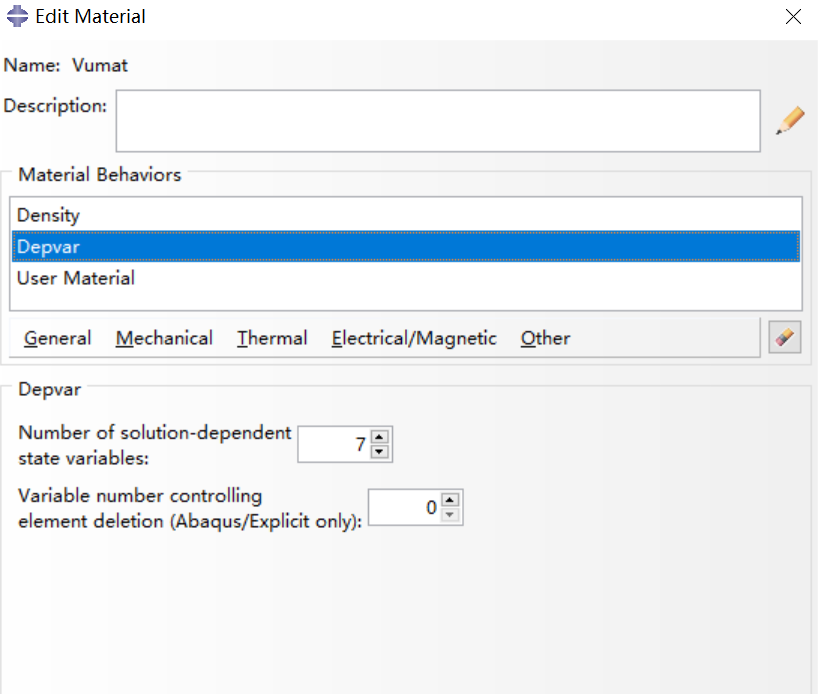 Edit Material
Name: Vumat
Description:
Material Behaviors
Density
Depvar
User Material
General Mechanical Thermal Electrical/Magnetic Other
Depvar
Number of solution-dependent
state variables:
7
Variable number controlling
element deletion (Abaqus/Explicit only):
0